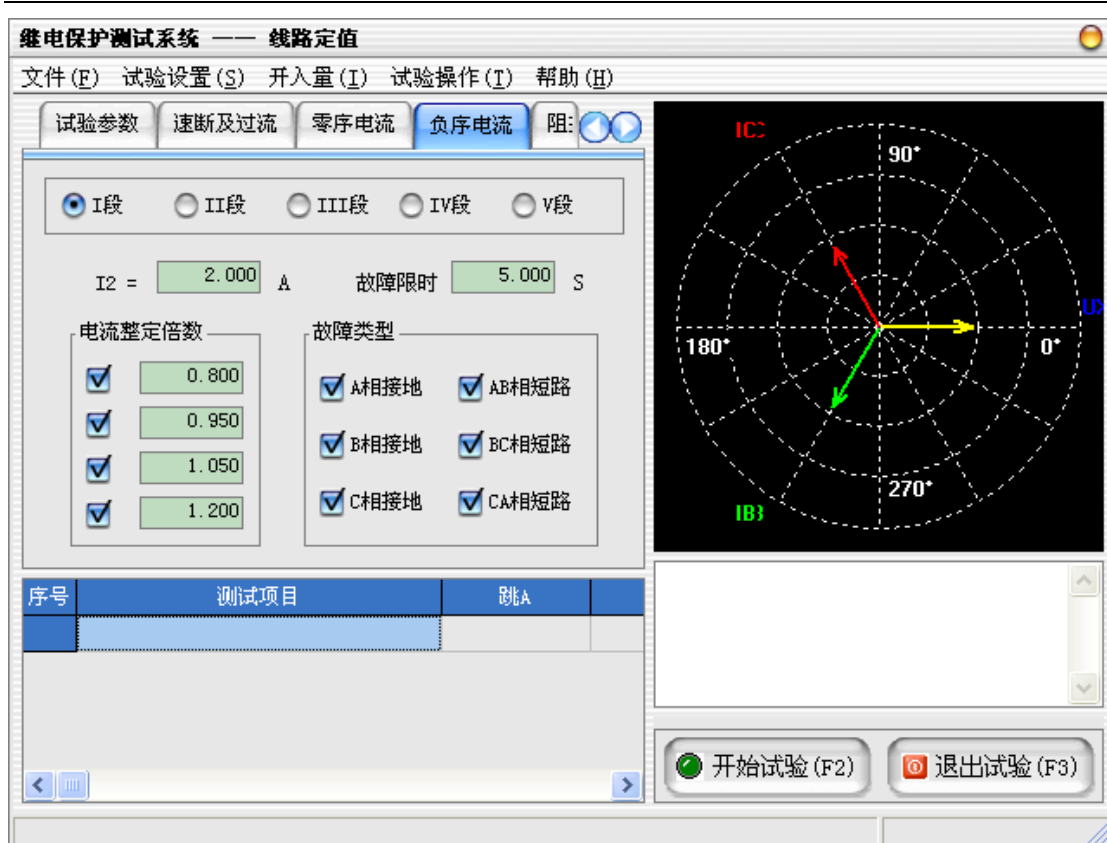 继电保护测试系统 —— 线路定值
文件(F) 试验设置(S) 开入量(I) 试验操作(T) 帮助(H)
试验参数 速断及过流 零序电流 负序电流 阻
I段 II段 III段 IV段 V段
I2 = 2.000 A 故障限时 5.000 S
电流整定倍数
0.800
0.950
1.050
1.200
故障类型
A相接地 AB相短路
B相接地 BC相短路
C相接地 CA相短路
90°
180°
0°
270°
序号 测试项目 跳A
开始试验(F2) 退出试验(F3)